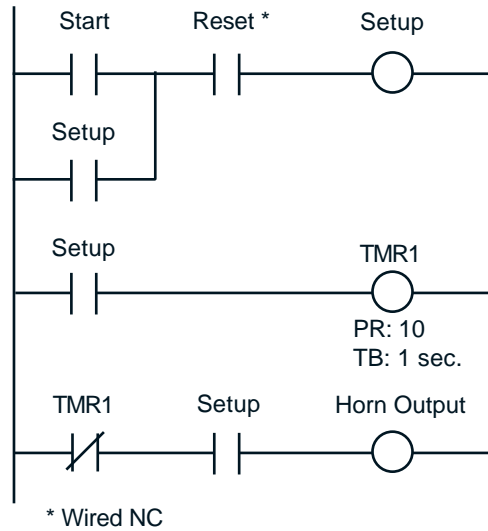 Start Reset * Setup
Setup
Setup TMR1
PR: 10
TB: 1 sec.
TMR1 Setup Horn Output
* Wired NC